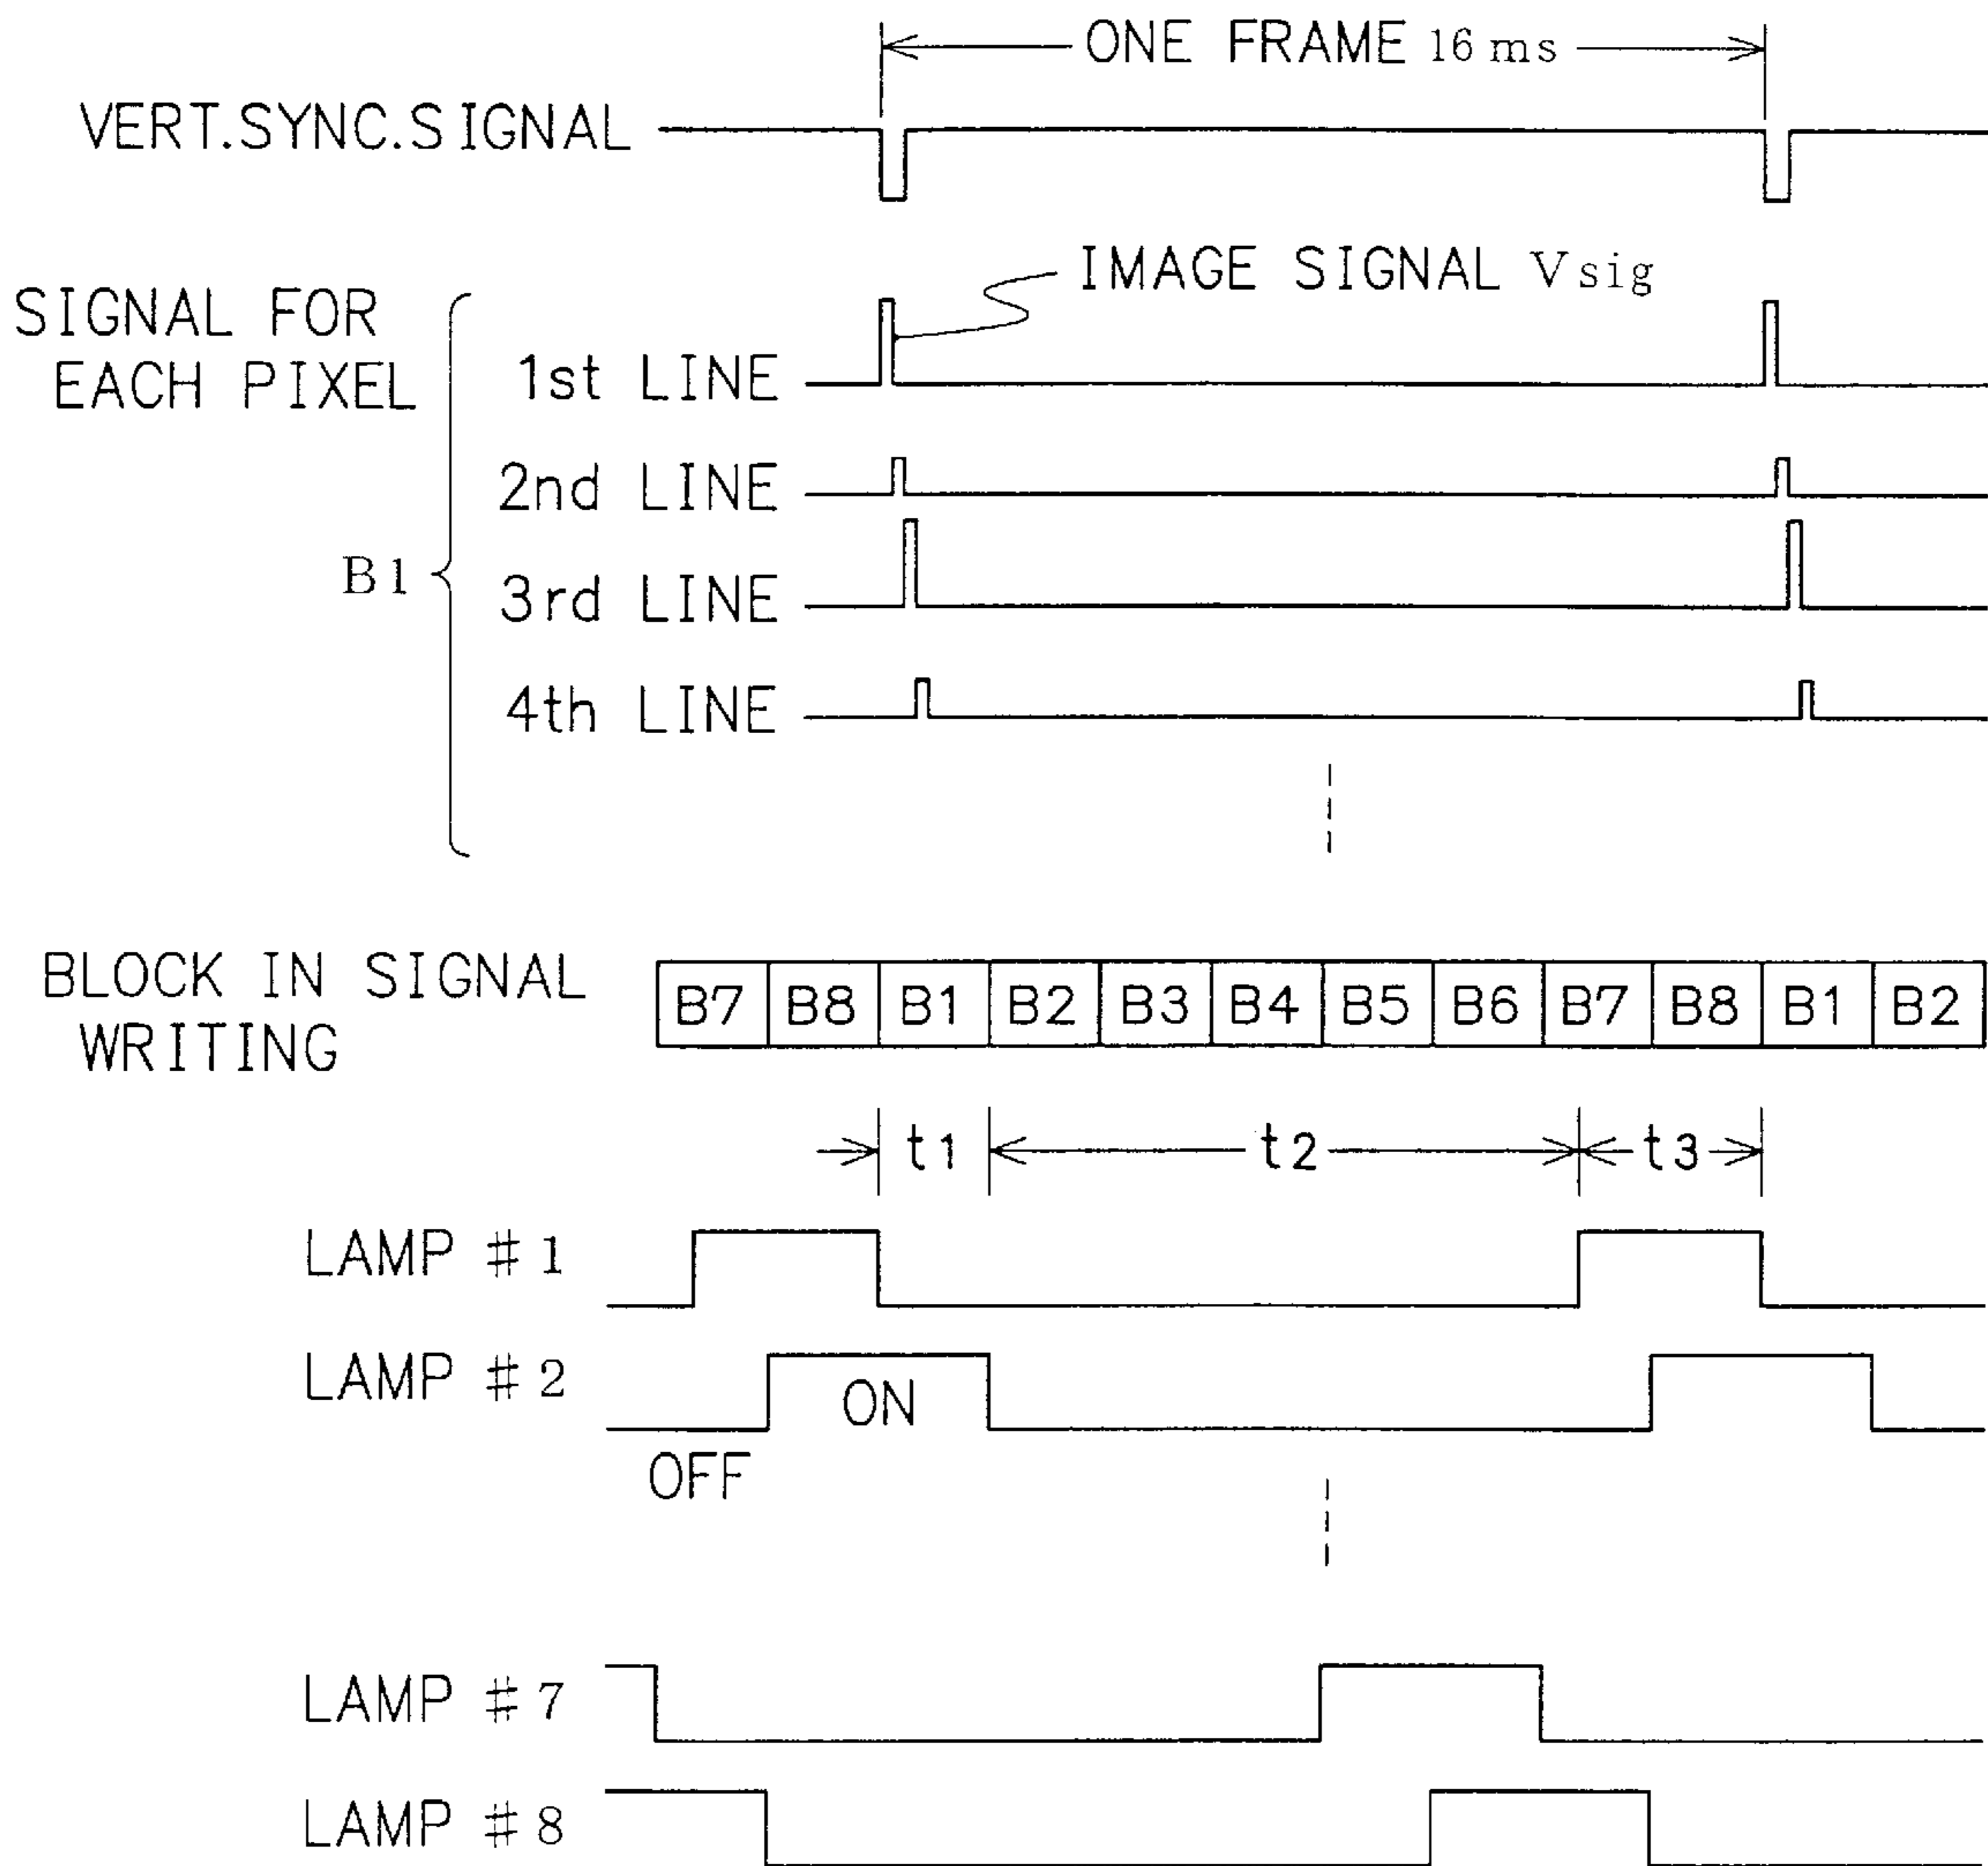 ONE FRAME 16ms
VERT.SYNC.SIGNAL
IMAGE SIGNAL Vsig
SIGNAL FOR
EACH PIXEL
1st LINE
2nd LINE
B1
3rd LINE
4th LINE
BLOCK IN SIGNAL
WRITING
B7 B8 B1 B2 B3 B4 B5 B6 B7 B8 B1 B2
t1 t2 t3
LAMP #1
LAMP #2
ON
OFF
LAMP #7
LAMP #8